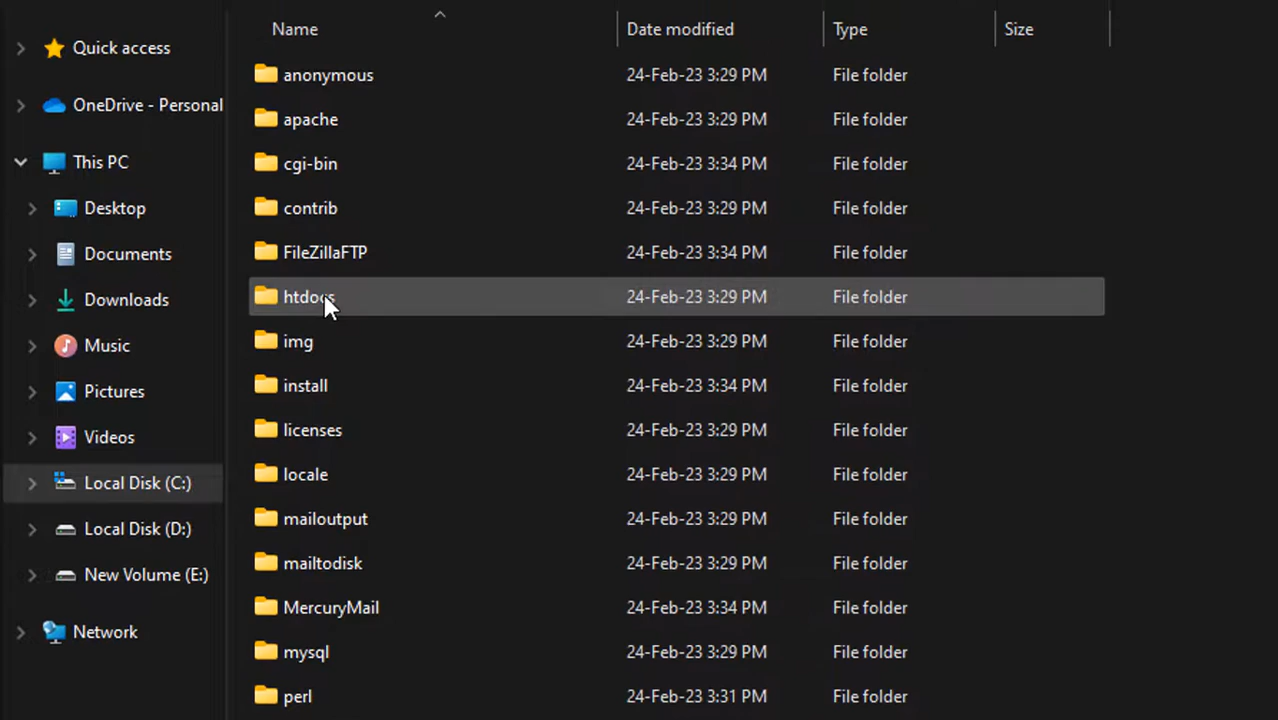 Name Date modified Type Size
Quick access
OneDrive - Personal
This PC
Desktop
Documents
Downloads
Music
Pictures
Videos
Local Disk (C:)
Local Disk (D:)
New Volume (E:)
Network
anonymous 24-Feb-23 3:29 PM File folder
apache 24-Feb-23 3:29 PM File folder
cgi-bin 24-Feb-23 3:34 PM File folder
contrib 24-Feb-23 3:29 PM File folder
FileZillaFTP 24-Feb-23 3:34 PM File folder
htdocs 24-Feb-23 3:29 PM File folder
img 24-Feb-23 3:29 PM File folder
install 24-Feb-23 3:34 PM File folder
licenses 24-Feb-23 3:29 PM File folder
locale 24-Feb-23 3:29 PM File folder
mailoutput 24-Feb-23 3:29 PM File folder
mailtodisk 24-Feb-23 3:29 PM File folder
MercuryMail 24-Feb-23 3:34 PM File folder
mysql 24-Feb-23 3:29 PM File folder
perl 24-Feb-23 3:31 PM File folder